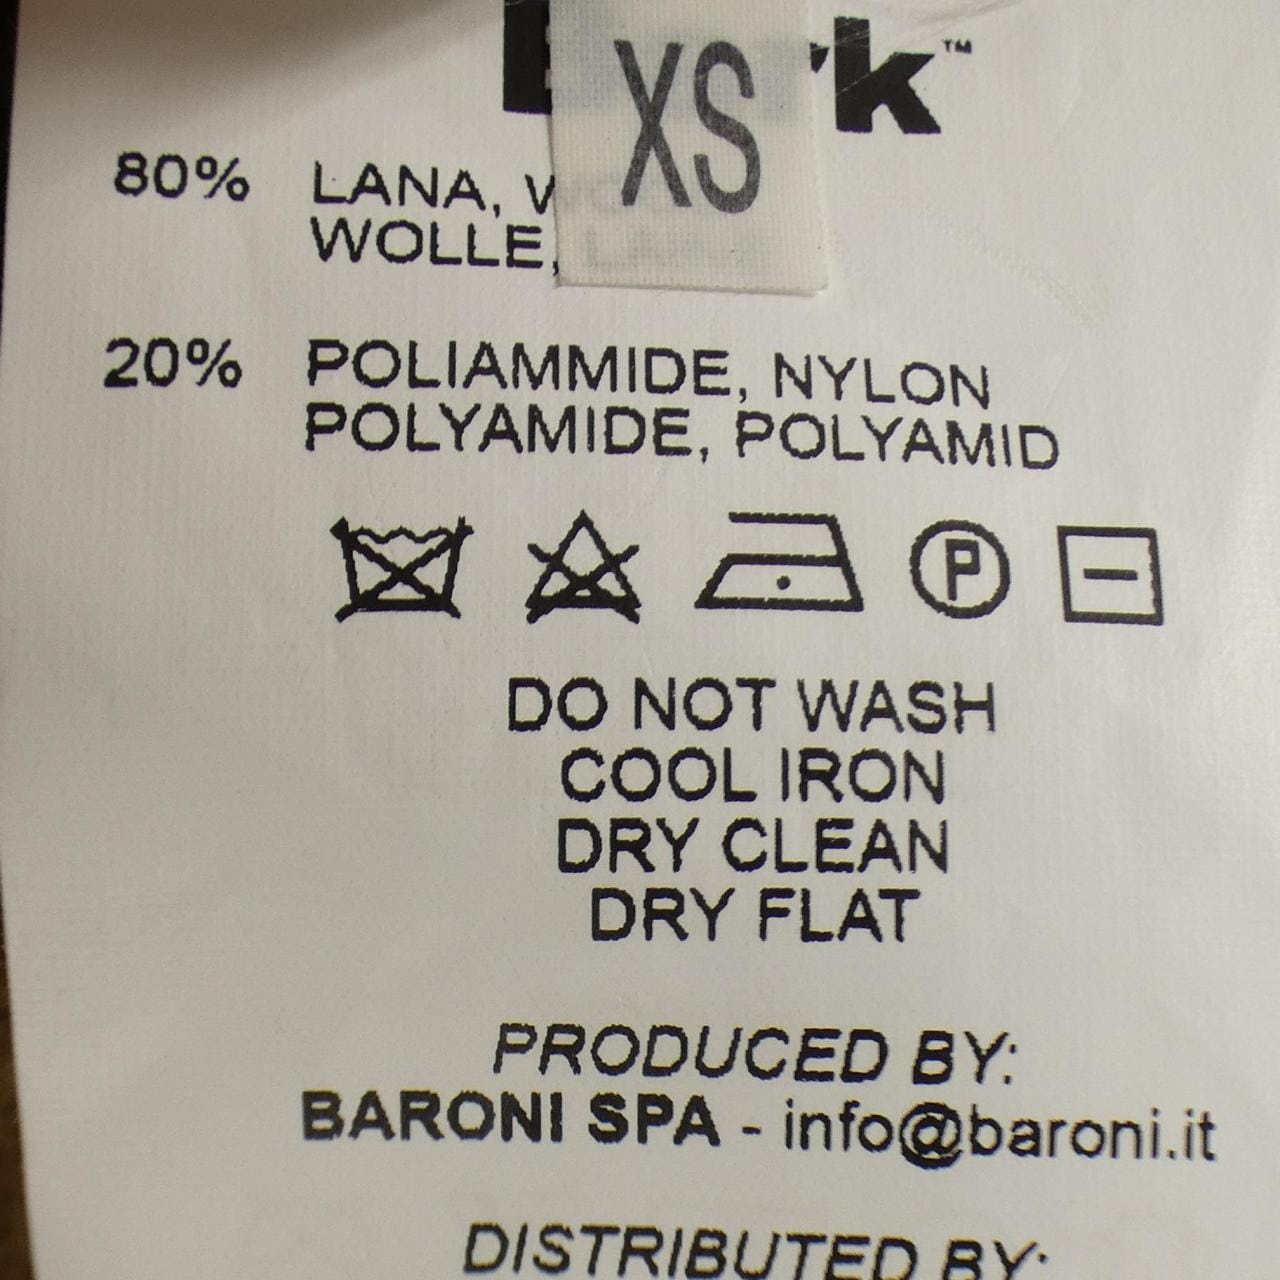 XS
™
80% LANA,
WOLLE,
20% POLIAMMIDE, NYLON
POLYAMIDE, POLYAMID
P
DO NOT WASH
COOL IRON
DRY CLEAN
DRY FLAT
PRODUCED BY:
BARONI SPA - info@baroni.it
DISTRIBUTED BY: